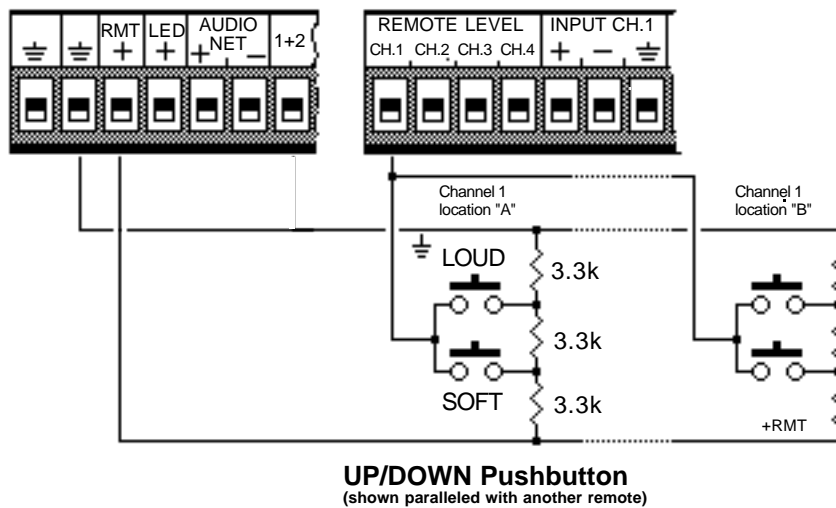 RMT LED AUDIO NET 1+2
+ + + −
REMOTE LEVEL INPUT CH.1
CH.1 CH.2 CH.3 CH.4 + −
Channel 1
location "A"
Channel 1
location "B"
LOUD
3.3k
3.3k
SOFT
3.3k
+RMT
UP/DOWN Pushbutton
(shown paralleled with another remote)